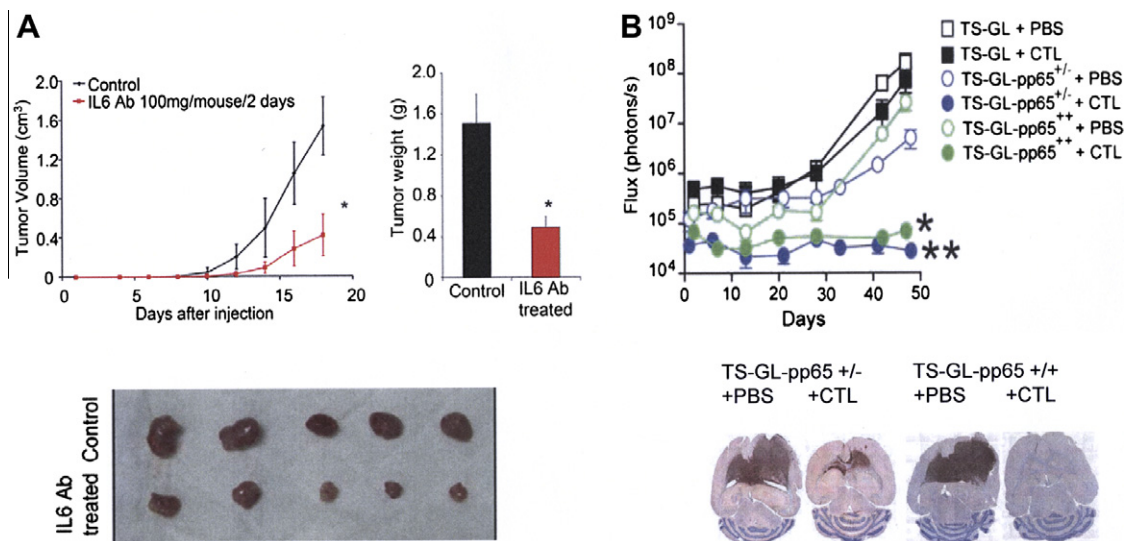 A
Control
IL6 Ab 100mg/mouse/2 days
Tumor Volume (cm³)
2.0
1.6
1.2
0.8
0.4
0
5
10
15
20
*
Days after injection
Tumor weight (g)
2.0
1.6
1.2
0.8
0.4
0
*
Control
IL6 Ab
treated
Control
IL6 Ab
treated
B
Flux (photons/s)
10⁹
10⁸
10⁷
10⁶
10⁵
10⁴
0 10 20 30 40 50
Days
*
**
TS-GL + PBS
TS-GL + CTL
TS-GL-pp65+/- + PBS
TS-GL-pp65+/- + CTL
TS-GL-pp65++ + PBS
TS-GL-pp65++ + CTL
TS-GL-pp65 +/-
+PBS +CTL
TS-GL-pp65 +/+
+PBS +CTL